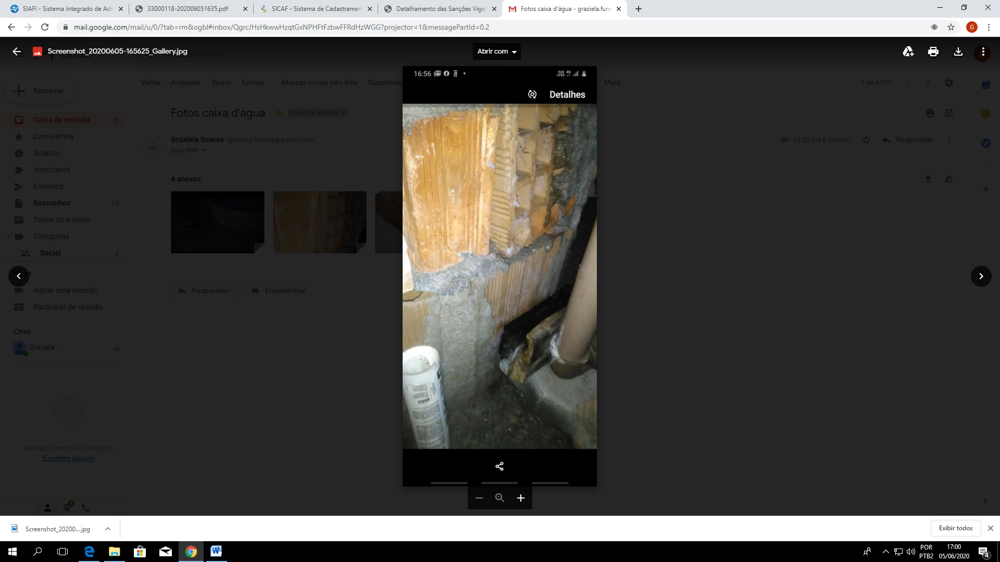 SIAFI - Sistema Integrado de Adr
33000118-202006051635.pdf
SICAF - Sistema de Cadastrament
Detalhamento das Sanções Viger
Fotos caixa d'água - graziela.funa
mail.google.com/mail/u/0/?tab=rm&ogbl#inbox/QgrcJHsHkwwHzqtGxNPHFtFzbwFFRdHzWGG?projector=1&messagePartId=0.2
G
Screenshot_20200605-165625_Gallery.jpg
Abrir com
16:56
Detalhes
Voltar Arquivar Spam Excluir Marcar como não lida Suspende Mais
1 de 4.536
Escrever
Fotos caixa d'água
Caixa de entrada
Caixa de entrada 9
Com estrela
Adiados
Importante
Enviados
Rascunhos 14
Todos os e-mails
Categorias
Social 2
Graziela Soares <graziela.funarte@gmail.com>
para mim
17:00 (há 0 minuto)
Responder
4 anexos
Responder
Encaminhar
Iniciar uma reunião
Participar de reunião
Chat
Graziela
Nenhum contato do Hangouts
Encontre alguém
1
Screenshot_20200....jpg
Exibir todos
POR
PTB2
17:00
05/06/2020
4